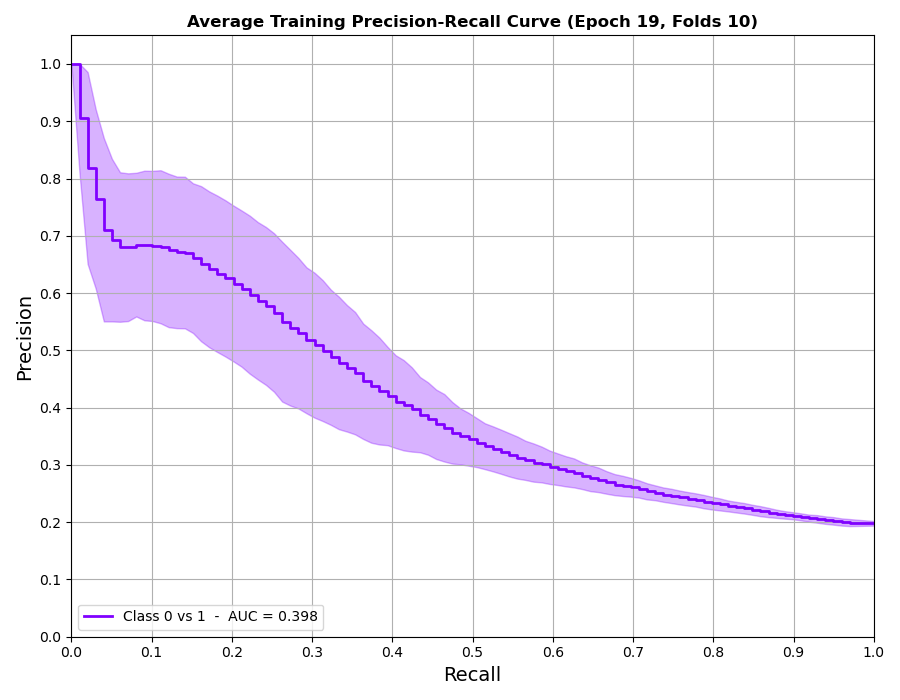 Average Training Precision-Recall Curve (Epoch 19, Folds 10)
Precision
1.0
0.9
0.8
0.7
0.6
0.5
0.4
0.3
0.2
0.1
0.0
Class 0 vs 1 - AUC = 0.398
0.0 0.1 0.2 0.3 0.4 0.5 0.6 0.7 0.8 0.9 1.0
Recall